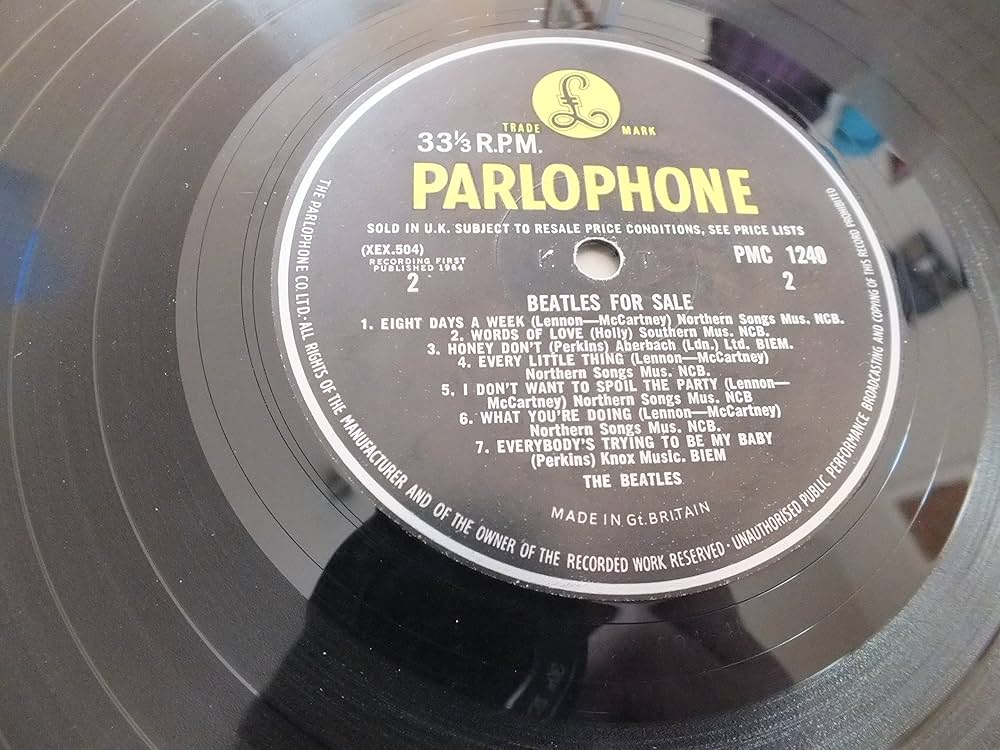 £
TRADE MARK
33⅓ R.P.M.
PARLOPHONE
SOLD IN U.K. SUBJECT TO RESALE PRICE CONDITIONS, SEE PRICE LISTS
(XEX.504) K T PMC 1240
RECORDING FIRST
PUBLISHED 1964
2 2
BEATLES FOR SALE
1. EIGHT DAYS A WEEK (Lennon—McCartney) Northern Songs Mus. NCB.
2. WORDS OF LOVE (Holly) Southern Mus. NCB.
3. HONEY DON'T (Perkins) Aberbach (Ldn.) Ltd. BIEM.
4. EVERY LITTLE THING (Lennon—McCartney)
Northern Songs Mus. NCB.
5. I DON'T WANT TO SPOIL THE PARTY (Lennon—
McCartney) Northern Songs Mus. NCB
6. WHAT YOU'RE DOING (Lennon—McCartney)
Northern Songs Mus. NCB.
7. EVERYBODY'S TRYING TO BE MY BABY
(Perkins) Knox Music. BIEM
THE BEATLES
MADE IN Gt. BRITAIN
THE PARLOPHONE CO. LTD. · ALL RIGHTS OF THE MANUFACTURER AND OF THE OWNER OF THE RECORDED WORK RESERVED · UNAUTHORISED PUBLIC PERFORMANCE BROADCASTING AND COPYING OF THIS RECORD PROHIBITED